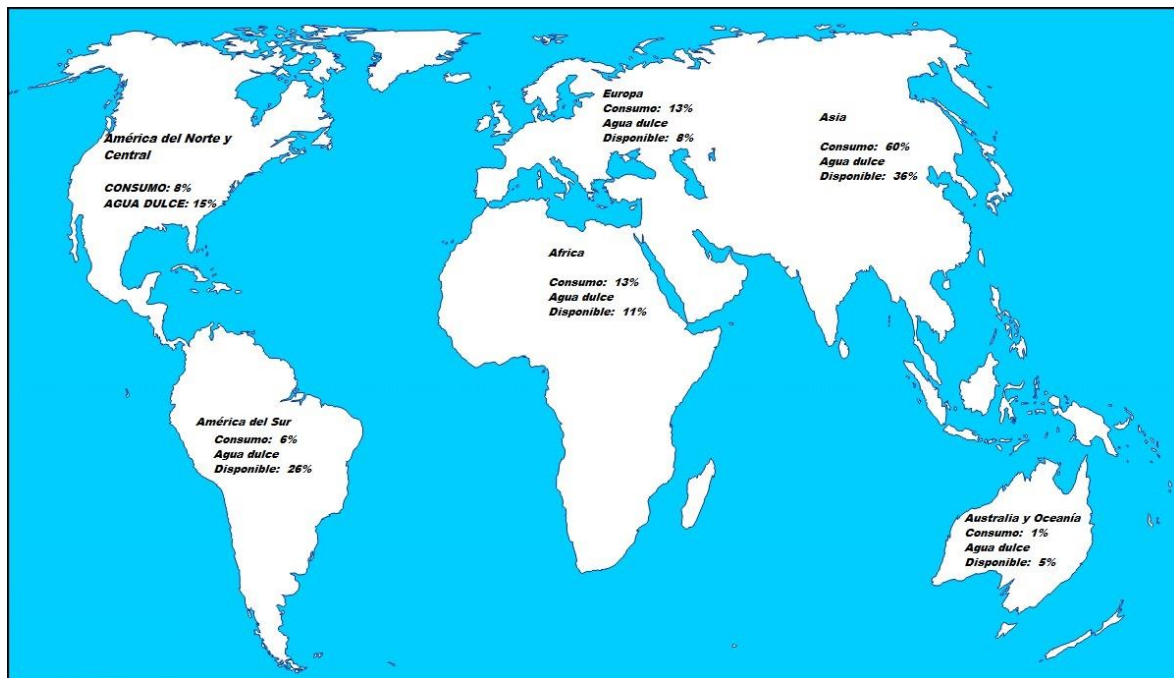 América del Norte y
Central
CONSUMO: 8%
AGUA DULCE: 15%
Europa
Consumo: 13%
Agua dulce
Disponible: 8%
Asia
Consumo: 60%
Agua dulce
Disponible: 36%
Africa
Consumo: 13%
Agua dulce
Disponible: 11%
América del Sur
Consumo: 6%
Agua dulce
Disponible: 26%
Australia y Oceanía
Consumo: 1%
Agua dulce
Disponible: 5%